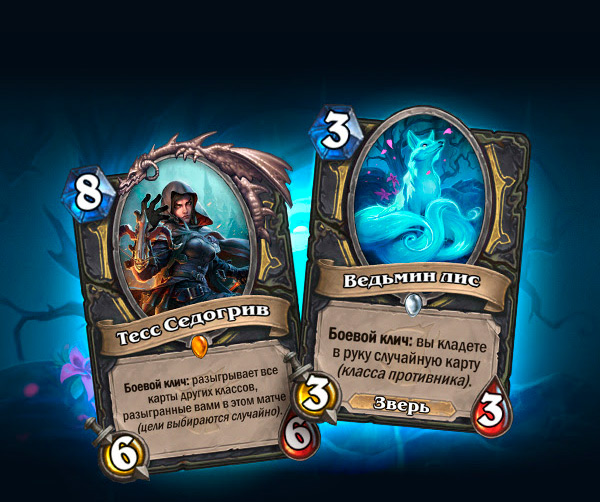 8
Тесс Седогрив
Боевой клич: разыгрывает все
карты других классов,
разыгранные вами в этом матче
(цели выбираются случайно).
6
6
3
Ведьмин лис
Боевой клич: вы кладете
в руку случайную карту
(класса противника).
3
Зверь
3